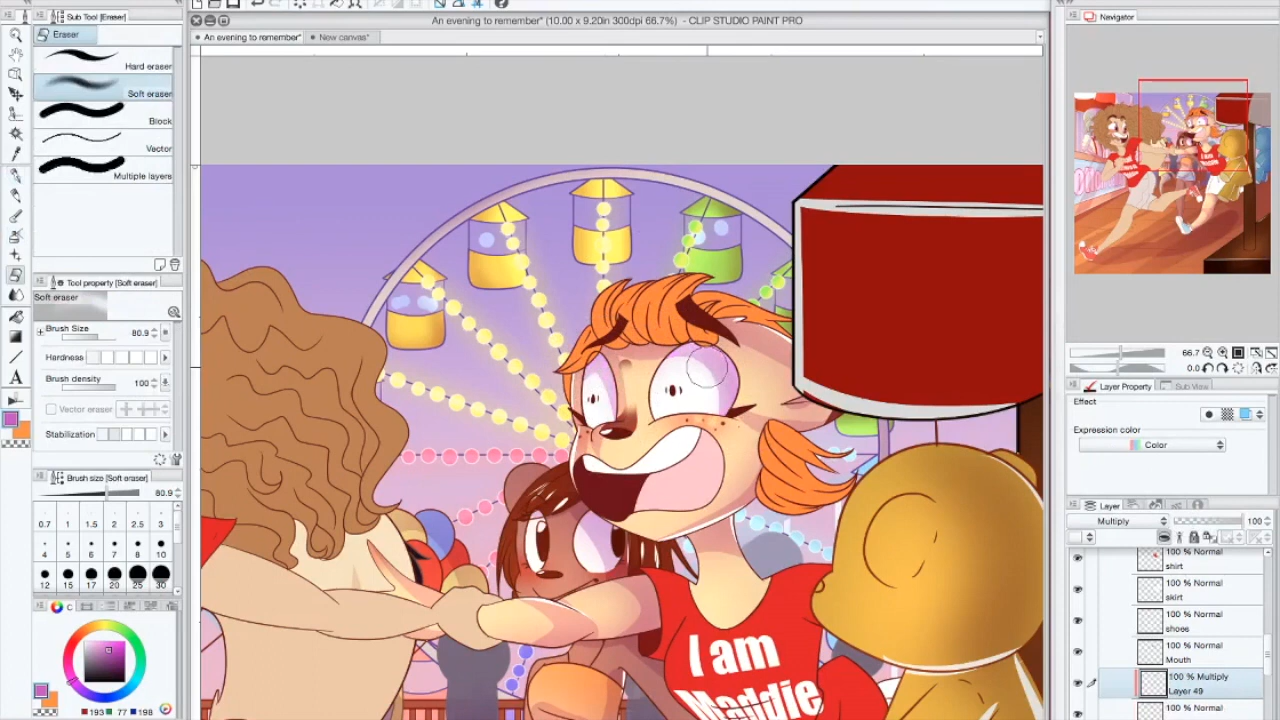 Sub Tool [Eraser]
An evening to remember* (10.00 x 9.20in 300dpi 66.7%) - CLIP STUDIO PAINT PRO
Navigator
Eraser
An evening to remember*
New canvas*
Hard eraser
Soft eraser
Block
Vector
Multiple layers
Tool property [Soft eraser]
Soft eraser
Brush Size
80.9
Hardness
Brush density
100
Vector eraser
Stabilization
Brush size [Soft eraser]
80.9
0.7 1 1.5 2 2.5 3
4 5 6 7 8 10
12 15 17 20 25 30
C
193 77 198
I am
Maddie
66.7
0.0
Layer Property
Sub View
Effect
Expression color
Color
Layer
Multiply
100
100 % Normal
shirt
100 % Normal
skirt
100 % Normal
shoes
100 % Normal
Mouth
100 % Multiply
Layer 49
100 % Normal